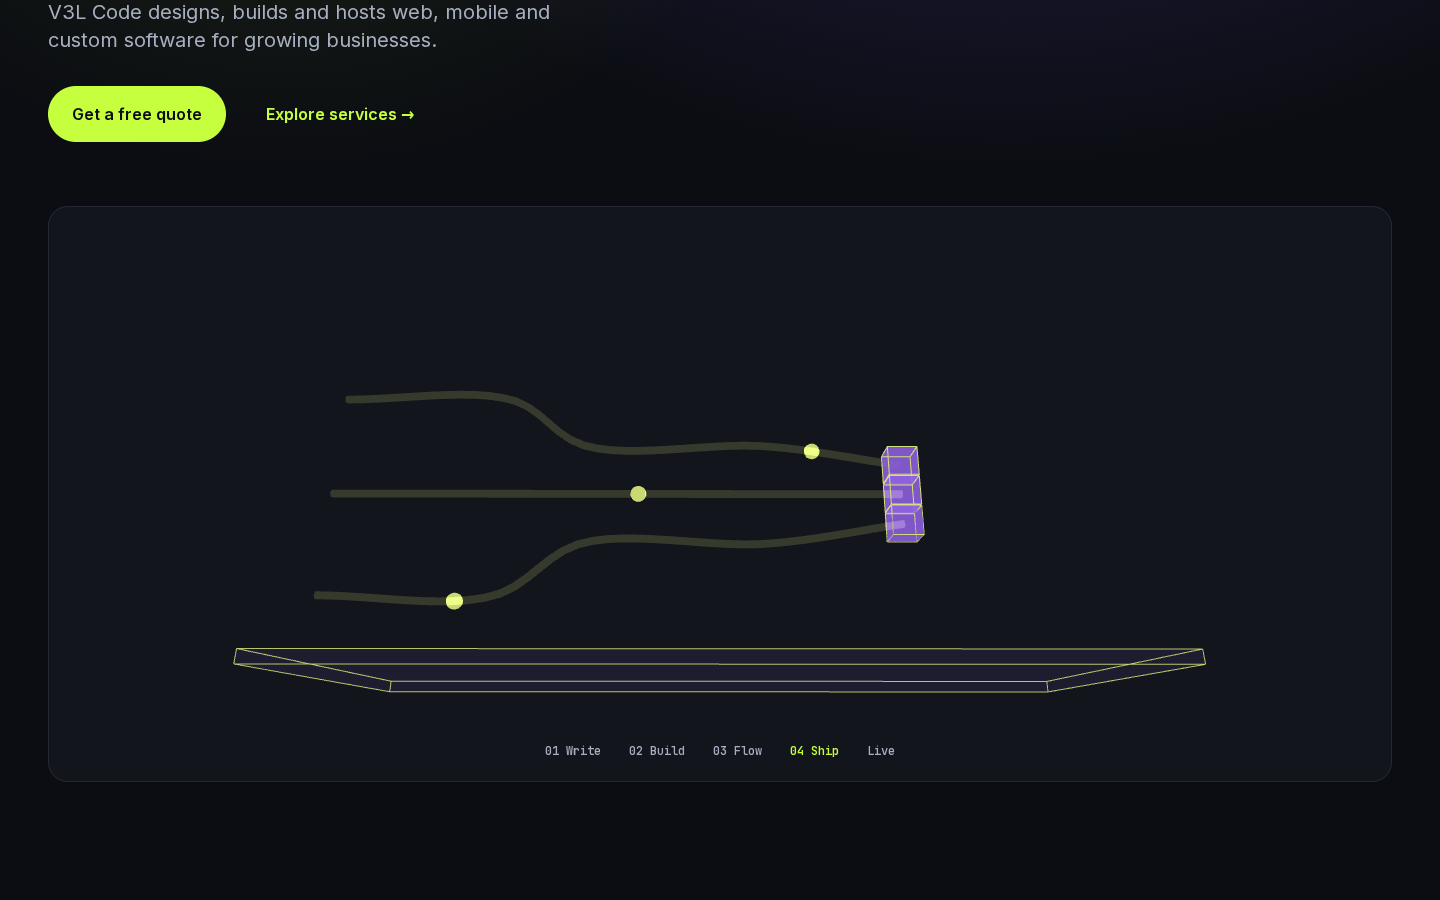 V3L Code designs, builds and hosts web, mobile and
custom software for growing businesses.
Get a free quote
Explore services →
01 Write
02 Build
03 Flow
04 Ship
Live